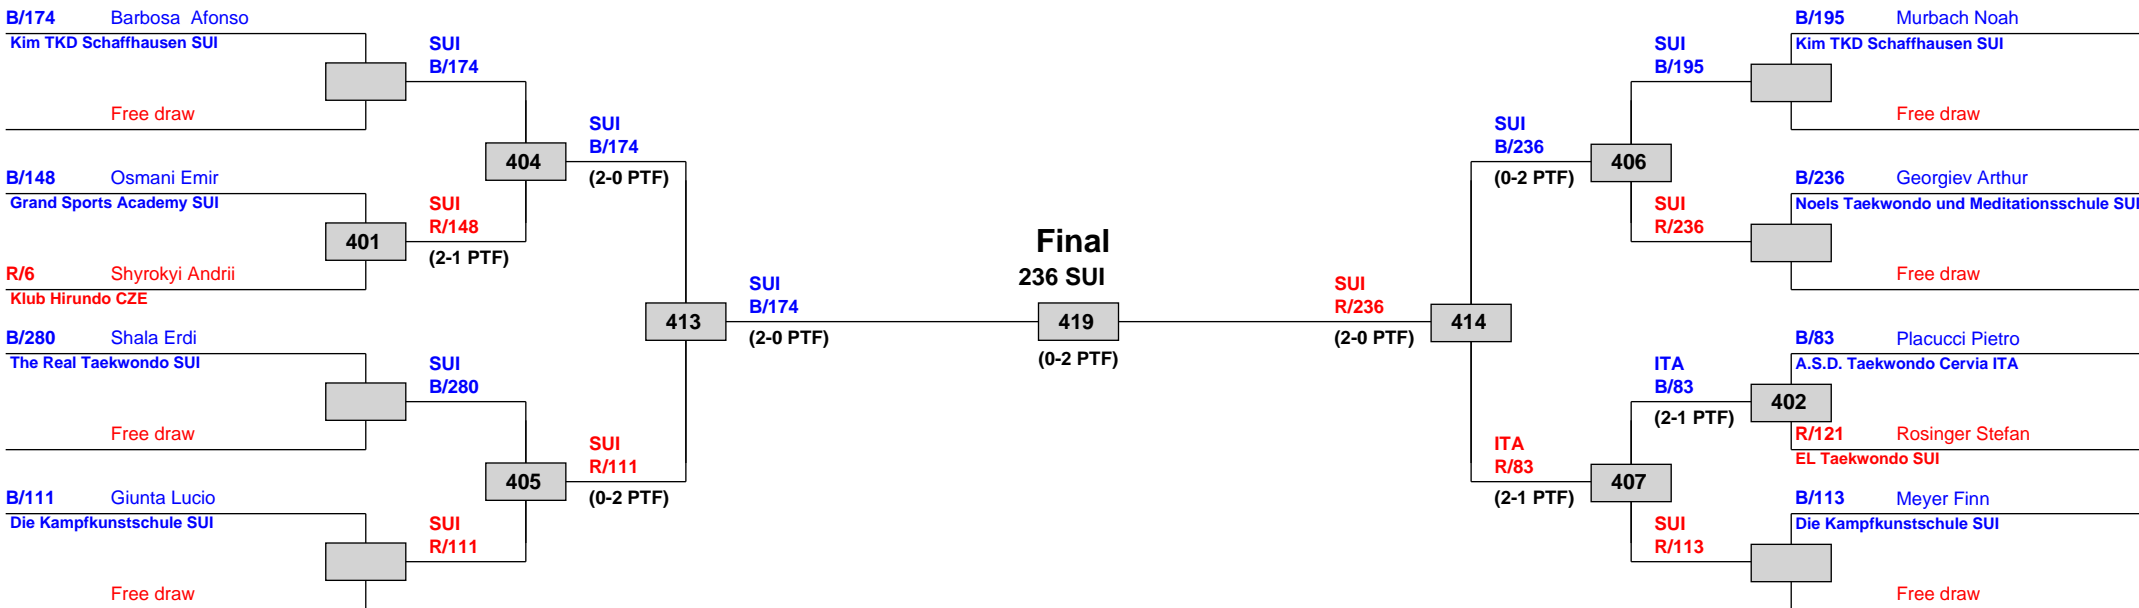 B/174 Barbosa Afonso
Kim TKD Schaffhausen SUI
Free draw
B/148 Osmani Emir
Grand Sports Academy SUI
401
R/6 Shyrokyi Andrii
Klub Hirundo CZE
B/280 Shala Erdi
The Real Taekwondo SUI
Free draw
B/111 Giunta Lucio
Die Kampfkunstschule SUI
Free draw
SUI
B/174
404
SUI
R/148
(2-1 PTF)
SUI
B/280
405
SUI
R/111
SUI
B/174
(2-0 PTF)
413
SUI
R/111
(0-2 PTF)
SUI
B/174
(2-0 PTF)
Final
236 SUI
419
(0-2 PTF)
SUI
R/236
(2-0 PTF)
414
SUI
B/236
(0-2 PTF)
406
ITA
R/83
(2-1 PTF)
407
SUI
B/195
SUI
R/236
ITA
B/83
(2-1 PTF)
402
SUI
R/113
B/195 Murbach Noah
Kim TKD Schaffhausen SUI
Free draw
B/236 Georgiev Arthur
Noels Taekwondo und Meditationsschule SUI
Free draw
B/83 Placucci Pietro
A.S.D. Taekwondo Cervia ITA
R/121 Rosinger Stefan
EL Taekwondo SUI
B/113 Meyer Finn
Die Kampfkunstschule SUI
Free draw